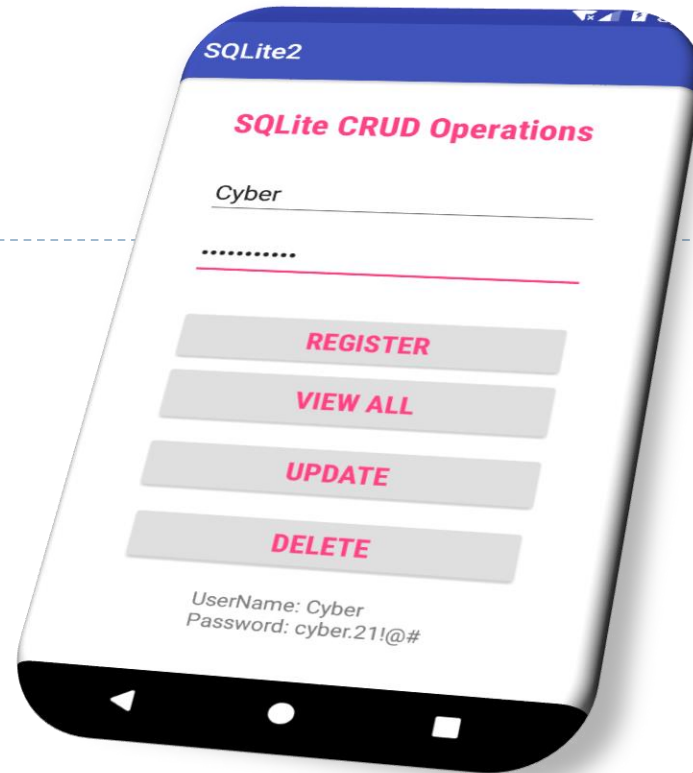 SQLite2
SQLite CRUD Operations
Cyber
•••••••••••
REGISTER
VIEW ALL
UPDATE
DELETE
UserName: Cyber
Password: cyber.21!@#